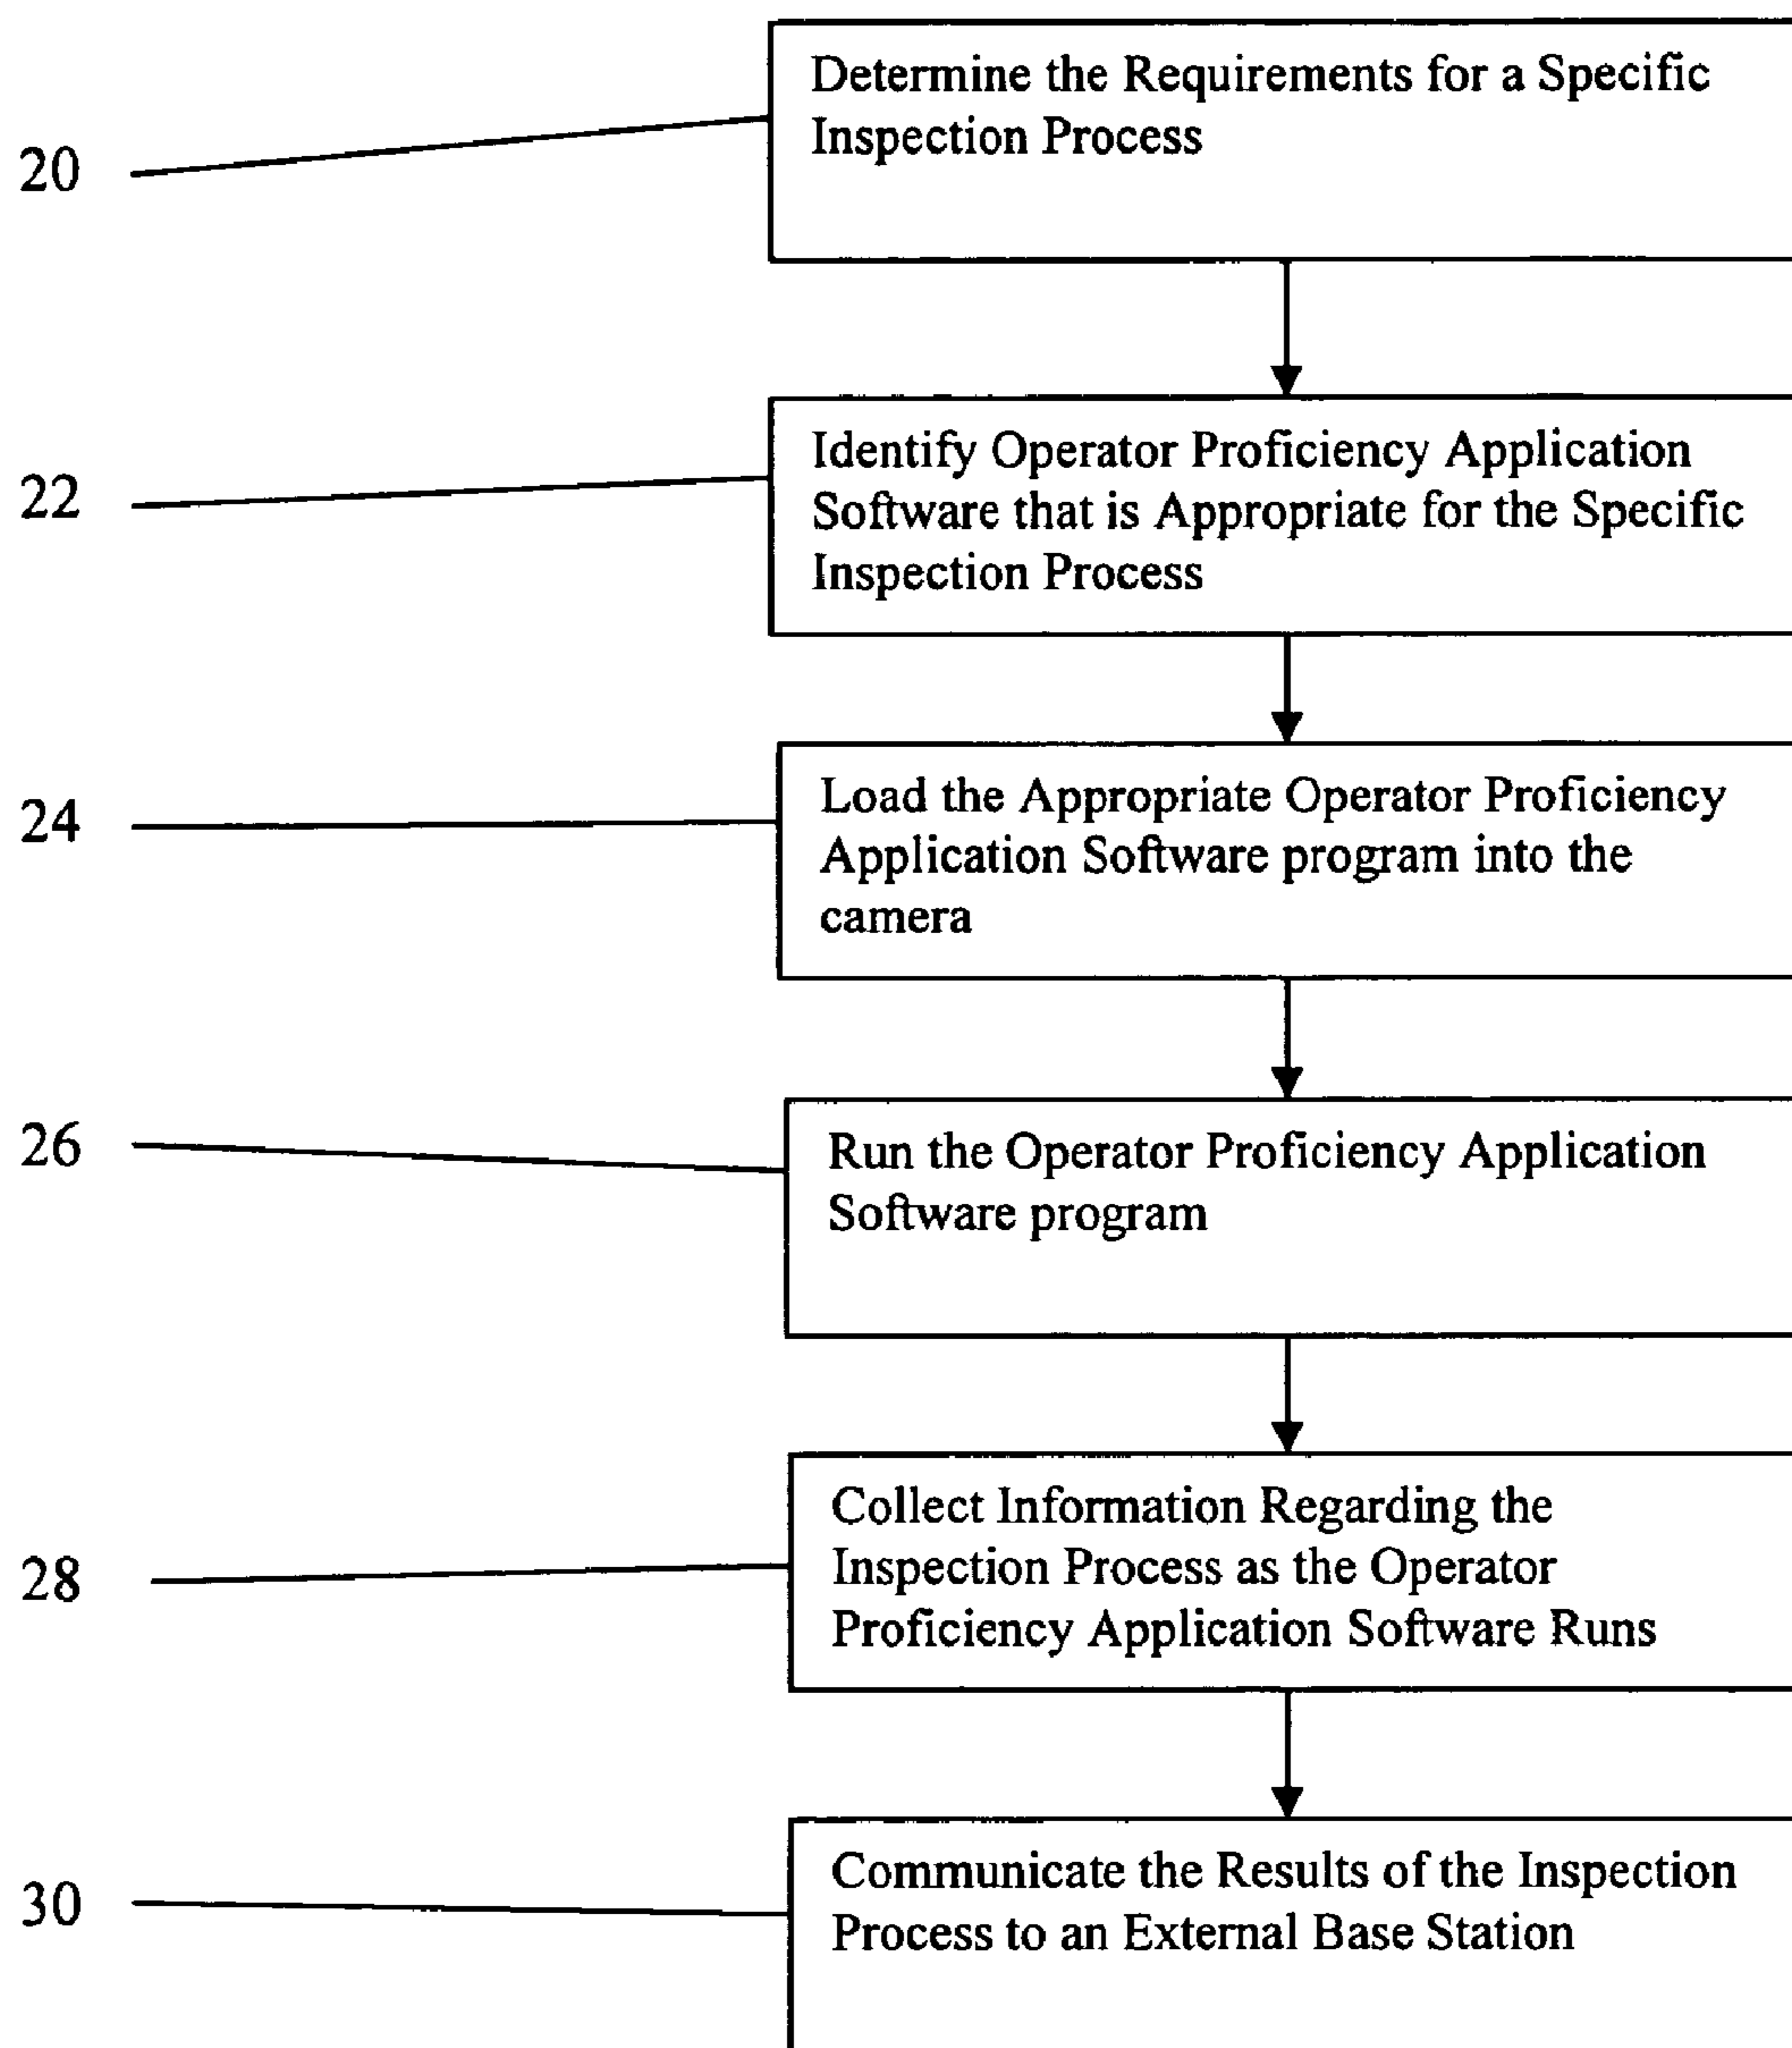 Determine the Requirements for a Specific
Inspection Process
20
Identify Operator Proficiency Application
Software that is Appropriate for the Specific
Inspection Process
22
Load the Appropriate Operator Proficiency
Application Software program into the
camera
24
Run the Operator Proficiency Application
Software program
26
Collect Information Regarding the
Inspection Process as the Operator
Proficiency Application Software Runs
28
Communicate the Results of the Inspection
Process to an External Base Station
30